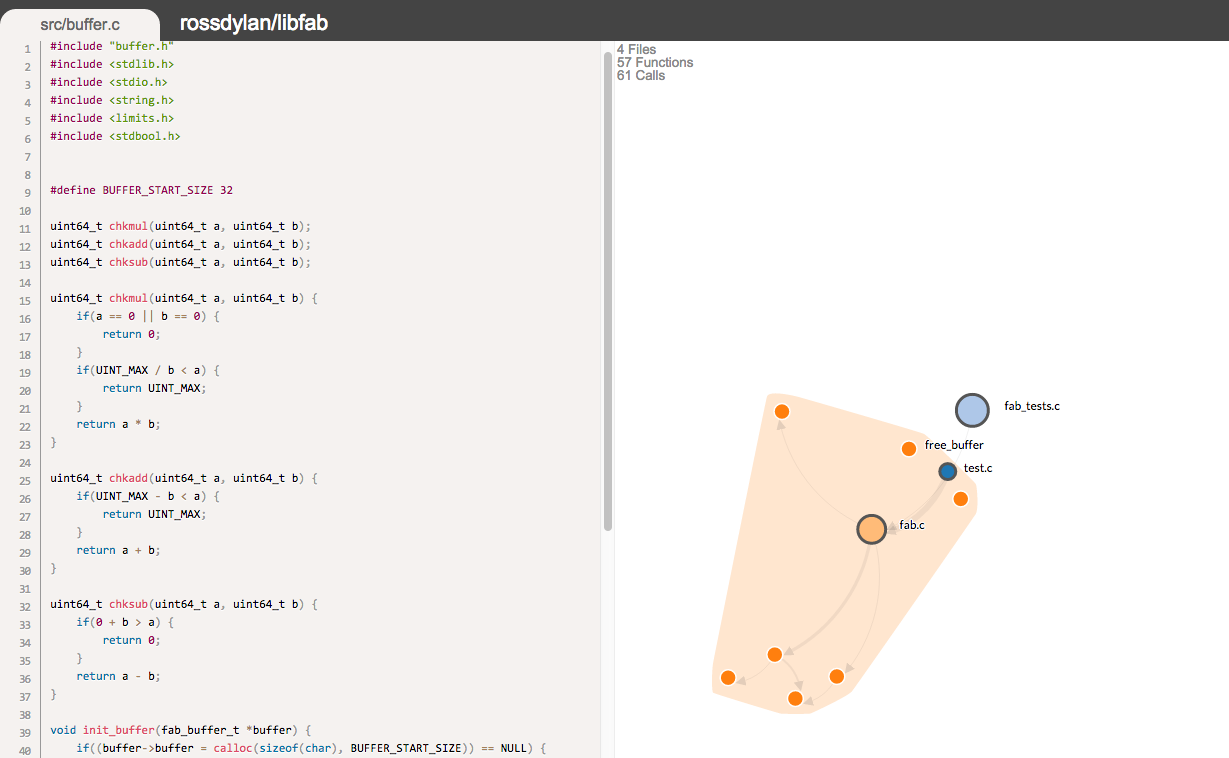 src/buffer.c
rossdylan/libfab
1 #include "buffer.h"
2 #include <stdlib.h>
3 #include <stdio.h>
4 #include <string.h>
5 #include <limits.h>
6 #include <stdbool.h>
7
8
9 #define BUFFER_START_SIZE 32
10
11 uint64_t chkmul(uint64_t a, uint64_t b);
12 uint64_t chkadd(uint64_t a, uint64_t b);
13 uint64_t chksub(uint64_t a, uint64_t b);
14
15 uint64_t chkmul(uint64_t a, uint64_t b) {
16     if(a == 0 || b == 0) {
17         return 0;
18     }
19     if(UINT_MAX / b < a) {
20         return UINT_MAX;
21     }
22     return a * b;
23 }
24
25 uint64_t chkadd(uint64_t a, uint64_t b) {
26     if(UINT_MAX - b < a) {
27         return UINT_MAX;
28     }
29     return a + b;
30 }
31
32 uint64_t chksub(uint64_t a, uint64_t b) {
33     if(0 + b > a) {
34         return 0;
35     }
36     return a - b;
37 }
38
39 void init_buffer(fab_buffer_t *buffer) {
40     if((buffer->buffer = calloc(sizeof(char), BUFFER_START_SIZE)) == NULL) {
4 Files
57 Functions
61 Calls
fab_tests.c
free_buffer
test.c
fab.c